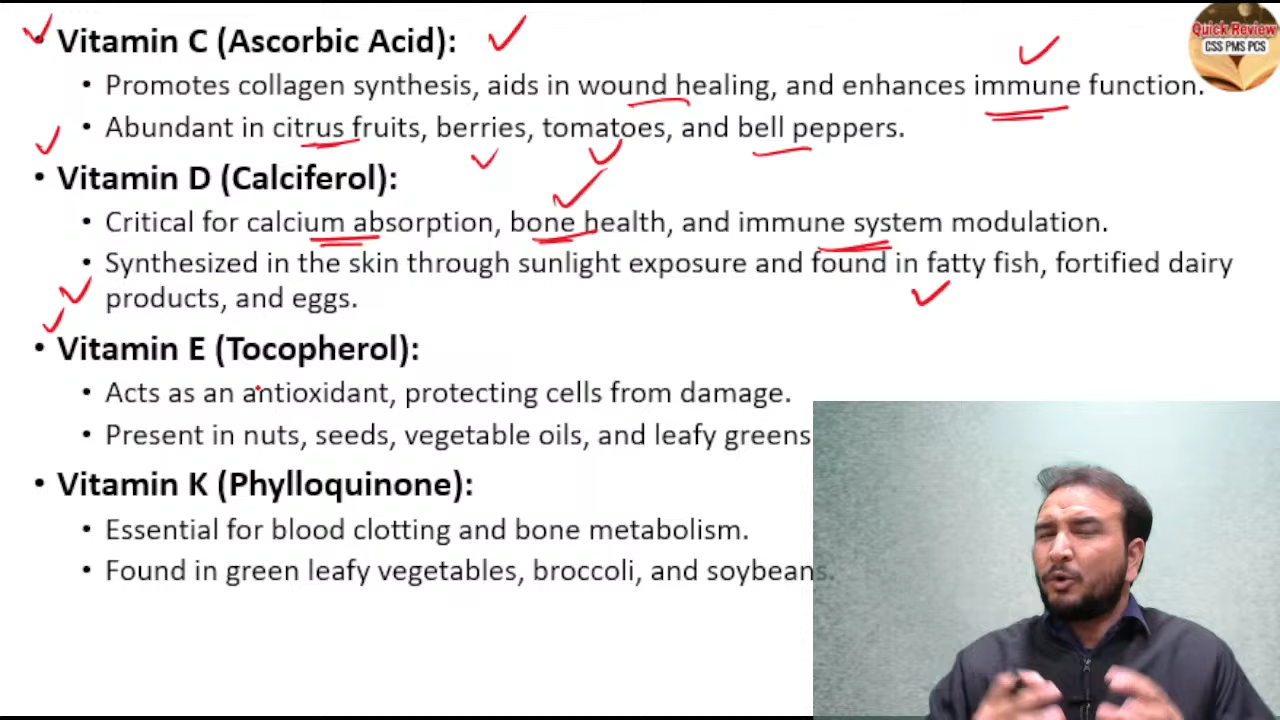 • Vitamin C (Ascorbic Acid):
• Promotes collagen synthesis, aids in wound healing, and enhances immune function.
• Abundant in citrus fruits, berries, tomatoes, and bell peppers.
• Vitamin D (Calciferol):
• Critical for calcium absorption, bone health, and immune system modulation.
• Synthesized in the skin through sunlight exposure and found in fatty fish, fortified dairy
products, and eggs.
• Vitamin E (Tocopherol):
• Acts as an antioxidant, protecting cells from damage.
• Present in nuts, seeds, vegetable oils, and leafy greens
• Vitamin K (Phylloquinone):
• Essential for blood clotting and bone metabolism.
• Found in green leafy vegetables, broccoli, and soybeans.
Quick Review
CSS PMS PCS